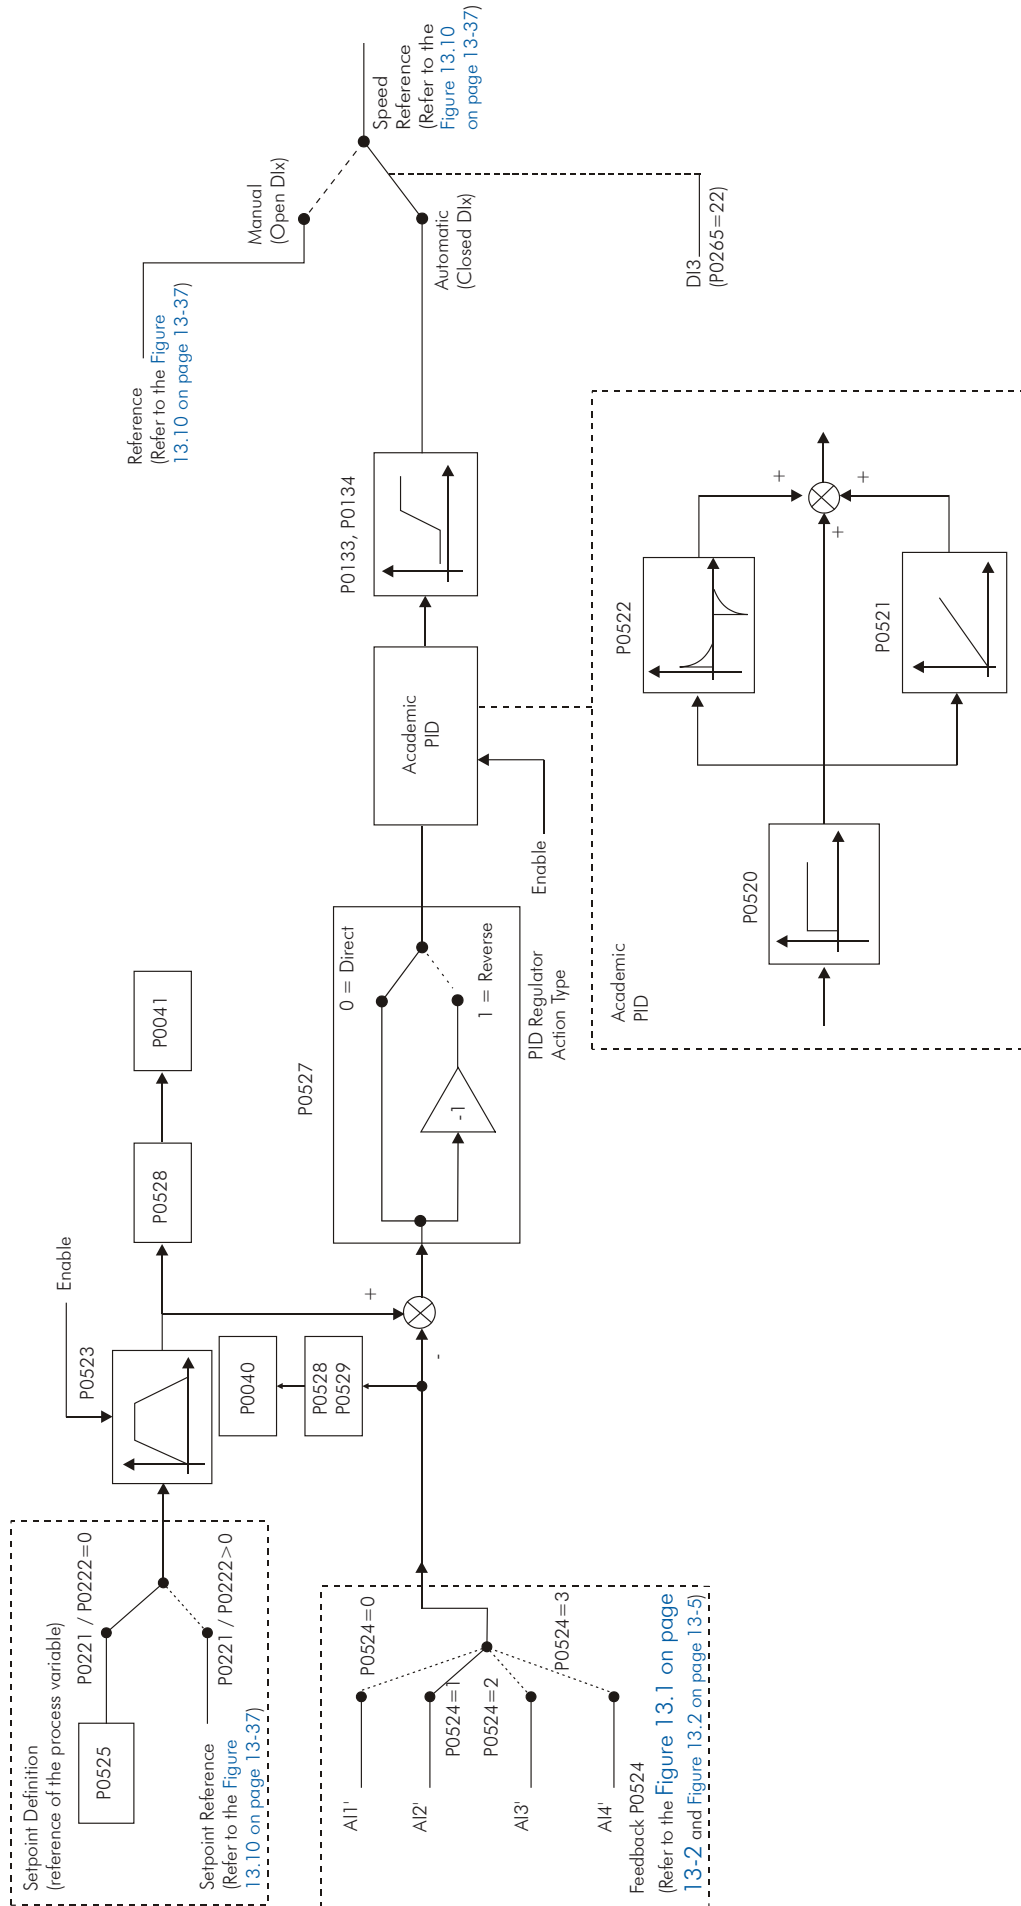 Setpoint Definition
(reference of the process variable)
P0525
P0221 / P0222=0
Setpoint Reference
(Refer to the Figure
13.10 on page 13-37)
P0221 / P0222>0
P0523
Enable
P0528
P0041
P0040
P0528
P0529
+
-
AI1'
AI2'
AI3'
AI4'
P0524=0
P0524=1
P0524=2
P0524=3
Feedback P0524
(Refer to the Figure 13.1 on page
13-2 and Figure 13.2 on page 13-5)
P0527
0 = Direct
-1
1 = Reverse
PID Regulator
Action Type
Enable
Academic
PID
P0133, P0134
Reference
(Refer to the Figure
13.10 on page 13-37)
Manual
(Open DIx)
Automatic
(Closed DIx)
Speed
Reference
(Refer to the
Figure 13.10
on page 13-37)
DI3
(P0265=22)
Academic
PID
P0520
P0522
P0521
+
+
+